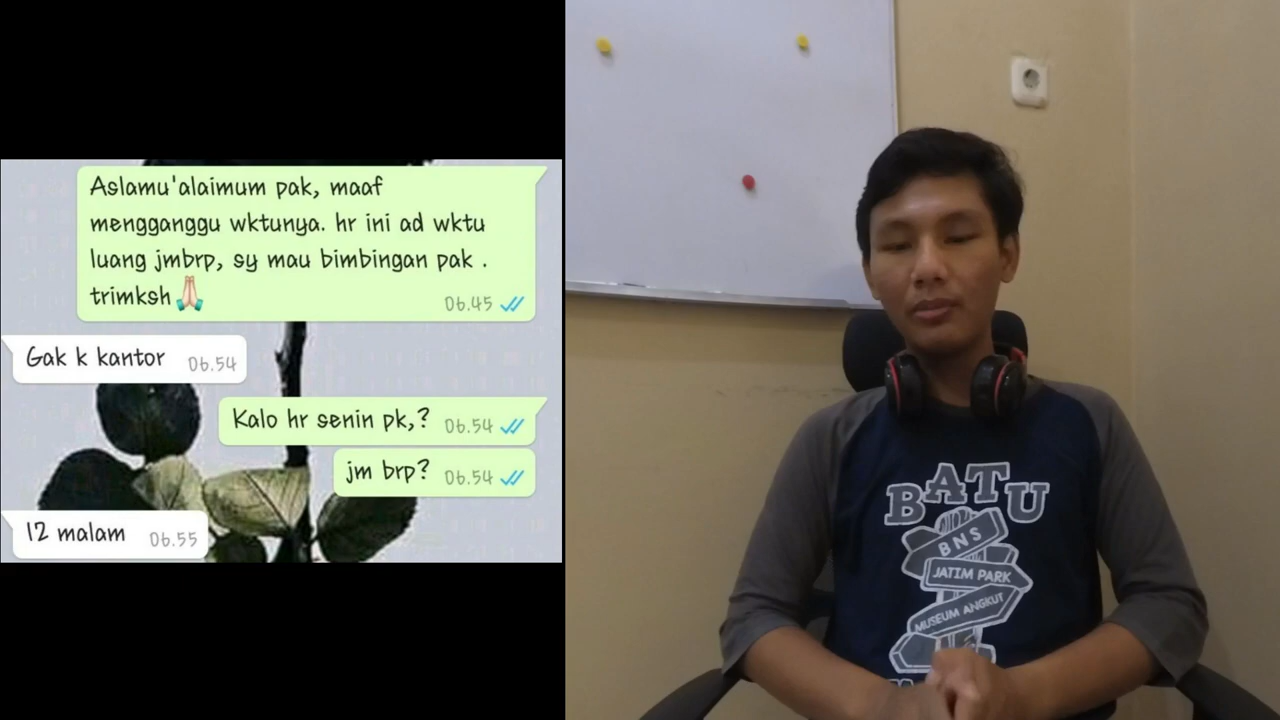 Aslamu'alaimum pak, maaf
mengganggu wktunya. hr ini ad wktu
luang jmbrp, sy mau bimbingan pak .
trimksh🙏🏻
06.45
Gak k kantor 06.54
Kalo hr senin pk,? 06.54
jm brp? 06.54
12 malam 06.55
BATU
BNS
JATIM PARK
MUSEUM ANGKUT